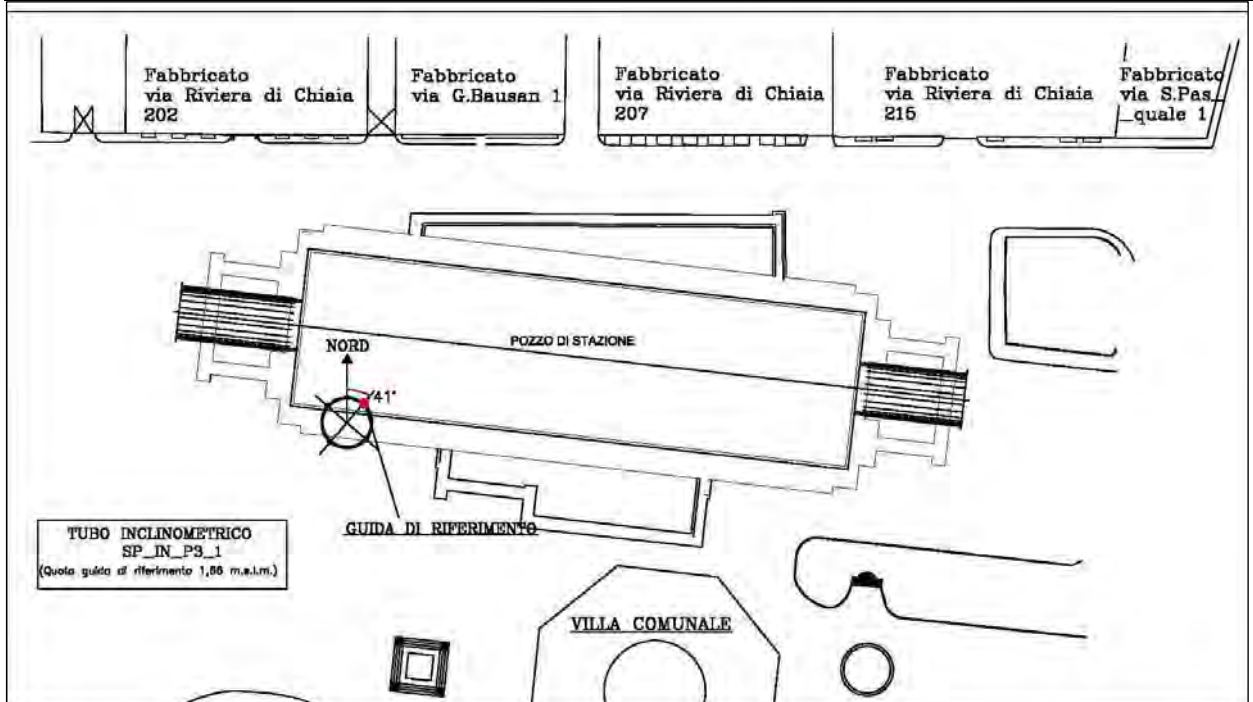 Fabbricato
via Riviera di Chiaia
202
Fabbricato
via G.Bausan 1
Fabbricato
via Riviera di Chiaia
207
Fabbricato
via Riviera di Chiaia
215
Fabbricato
via S.Pas
quale 1
POZZO DI STAZIONE
NORD
41°
GUIDA DI RIFERIMENTO
TUBO INCLINOMETRICO
SP_IN_P3_1
(Quota guida di riferimento m.s.l.m.)
VILLA COMUNALE